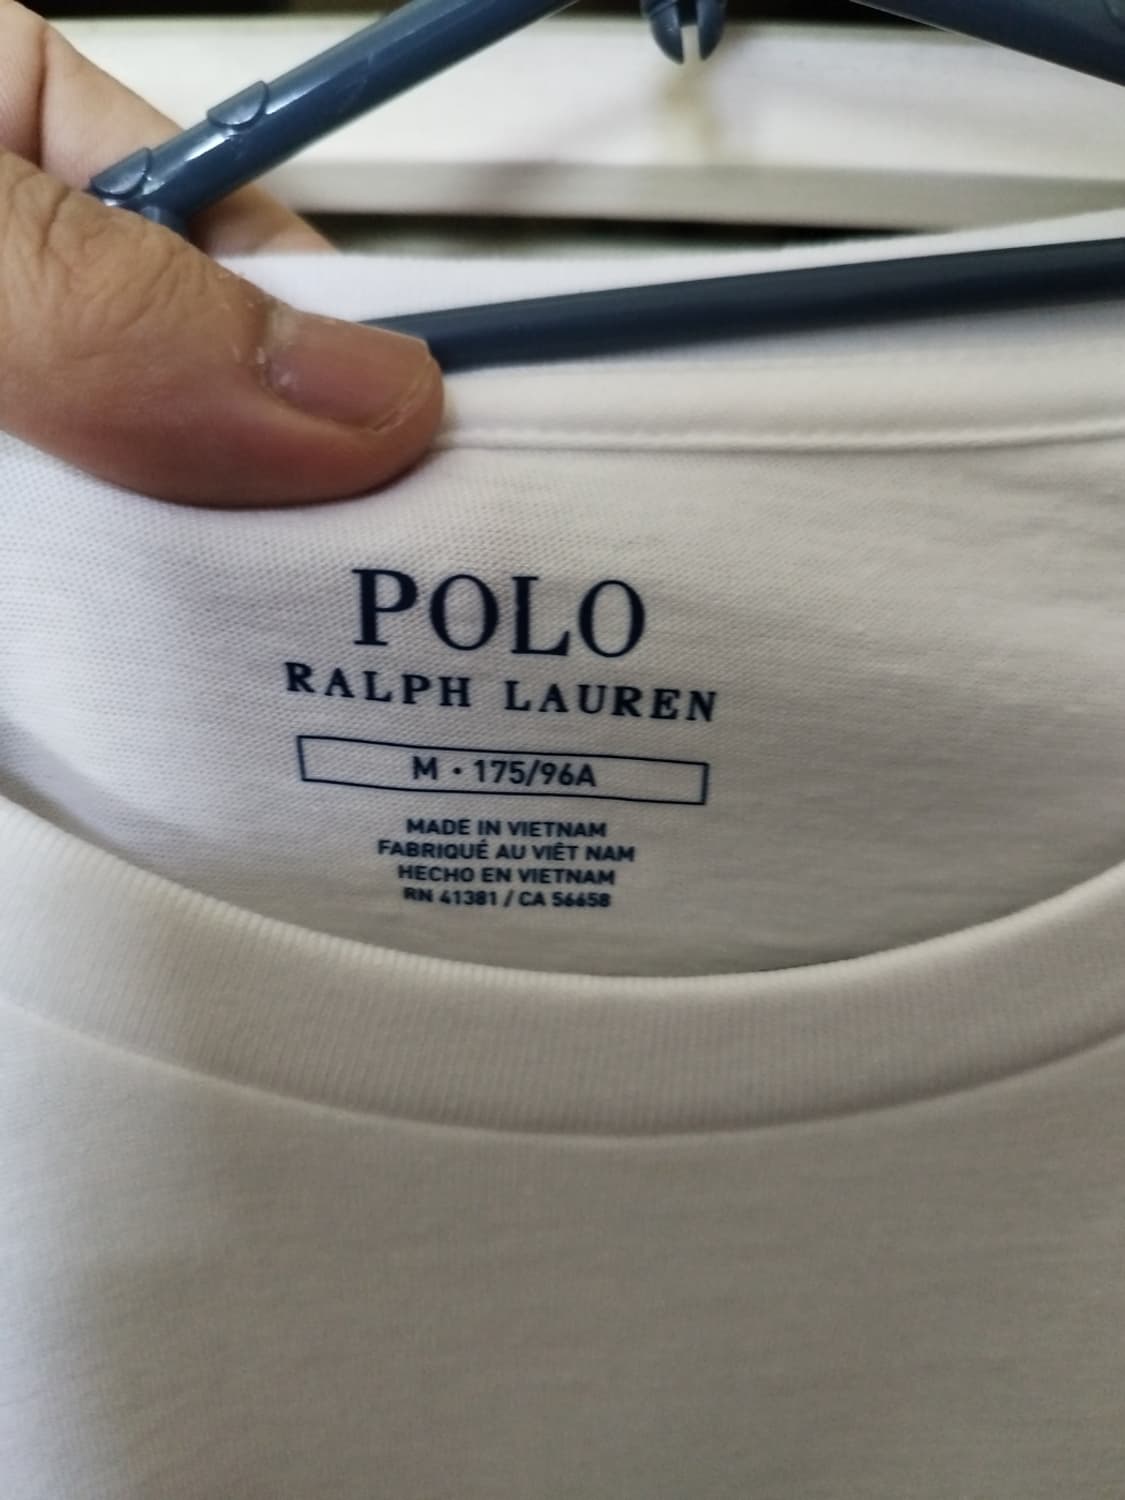 POLO
RALPH LAUREN
M · 175/96A
MADE IN VIETNAM
FABRIQUÉ AU VIÊT NAM
HECHO EN VIETNAM
RN 41381 / CA 56658